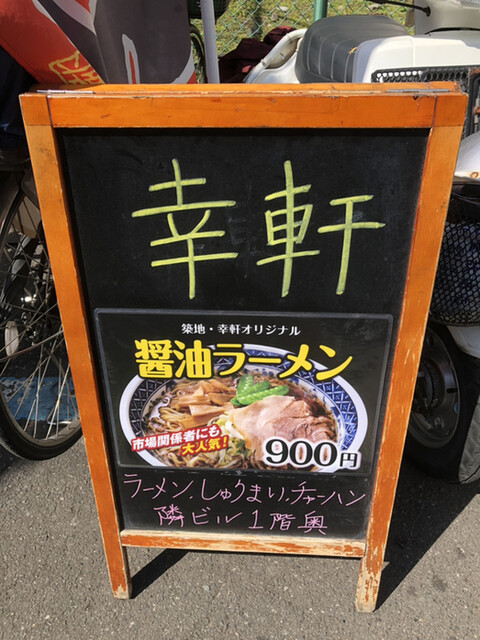 幸軒
築地・幸軒オリジナル
醤油ラーメン
市場関係者にも
大人気!
900円
ラーメン.しゅうまい.チャーハン
隣ビル1階奥